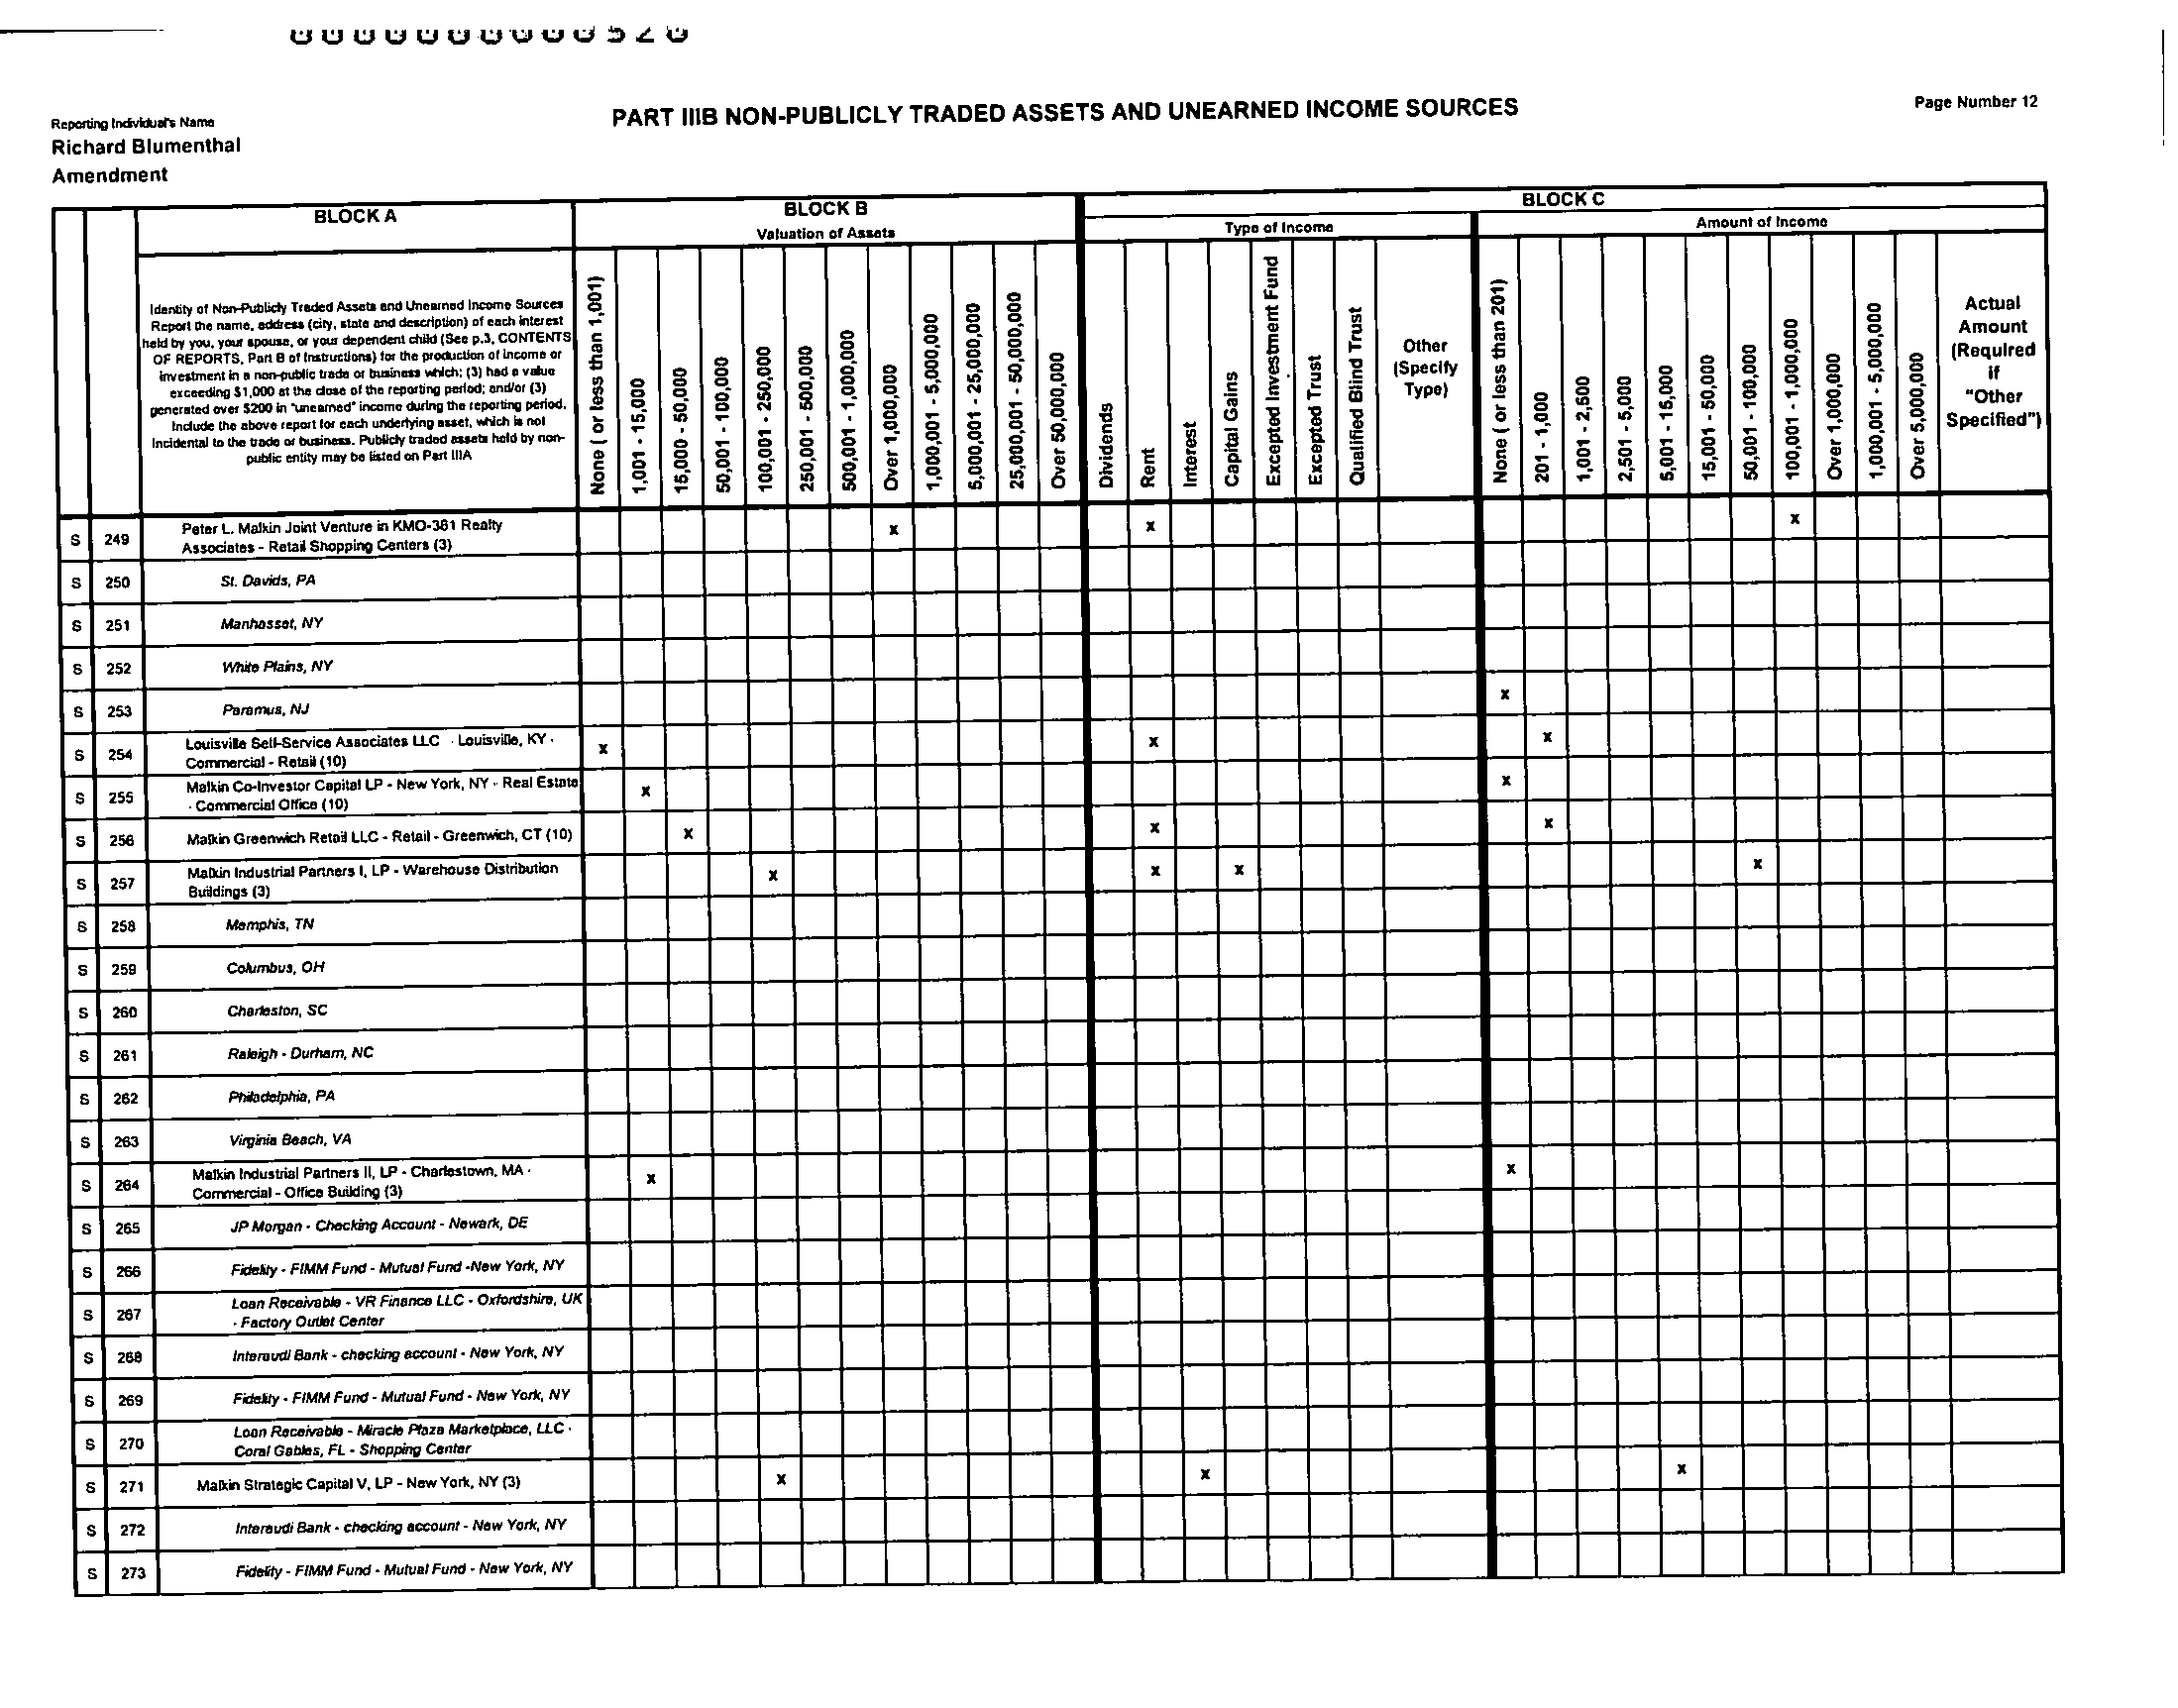 Page Number 12
PART IIIB NON-PUBLICLY TRADED ASSETS AND UNEARNED INCOME SOURCES
Reporting Individual's Name
Richard Blumenthal
Amendment
BLOCK A
BLOCK B
BLOCK C
Valuation of Assets
Type of Income
Amount of Income
Identity of Non-Publicly Traded Assets and Unearned Income Sources
Report the name, address (city, state and description) of each interest
held by you, your spouse, or your dependent child (See p.3, CONTENTS
OF REPORTS, Part B of Instructions) for the production of income or
investment in a non-public trade or business which: (3) had a value
exceeding $1,000 at the close of the reporting period; and/or (3)
generated over $200 in "unearned" income during the reporting period.
Include the above report for each underlying asset, which is not
incidental to the trade or business. Publicly traded assets held by non-
public entity may be listed on Part IIIA
None ( or less than 1,001)
1,001 - 15,000
15,000 - 50,000
50,001 - 100,000
100,001 - 250,000
250,001 - 500,000
500,001 - 1,000,000
Over 1,000,000
1,000,001 - 5,000,000
5,000,001 - 25,000,000
25,000,001 - 50,000,000
Over 50,000,000
Dividends
Rent
Interest
Capital Gains
Excepted Investment Fund
Excepted Trust
Qualified Blind Trust
Other
(Specify
Type)
None ( or less than 201)
201 - 1,000
1,001 - 2,500
2,501 - 5,000
5,001 - 15,000
15,001 - 50,000
50,001 - 100,000
100,001 - 1,000,000
Over 1,000,000
1,000,001 - 5,000,000
Over 5,000,000
Actual
Amount
(Required
if
"Other
Specified")
S 249 Peter L. Malkin Joint Venture in KMO-361 Realty
Associates - Retail Shopping Centers (3) x x x
S 250 St. Davids, PA
S 251 Manhasset, NY
S 252 White Plains, NY
S 253 Paramus, NJ x
S 254 Louisville Self-Service Associates LLC - Louisville, KY -
Commercial - Retail (10) x x x
S 255 Malkin Co-Investor Capital LP - New York, NY - Real Estate
- Commercial Office (10) x x
S 256 Malkin Greenwich Retail LLC - Retail - Greenwich, CT (10) x x x
S 257 Malkin Industrial Partners I, LP - Warehouse Distribution
Buildings (3) x x x x
S 258 Memphis, TN
S 259 Columbus, OH
S 260 Charleston, SC
S 261 Raleigh - Durham, NC
S 262 Philadelphia, PA
S 263 Virginia Beach, VA
S 264 Malkin Industrial Partners II, LP - Charlestown, MA -
Commercial - Office Building (3) x x
S 265 JP Morgan - Checking Account - Newark, DE
S 266 Fidelity - FIMM Fund - Mutual Fund -New York, NY
S 267 Loan Receivable - VR Finance LLC - Oxfordshire, UK
- Factory Outlet Center
S 268 Interaudi Bank - checking account - New York, NY
S 269 Fidelity - FIMM Fund - Mutual Fund - New York, NY
S 270 Loan Receivable - Miracle Plaza Marketplace, LLC -
Coral Gables, FL - Shopping Center
S 271 Malkin Strategic Capital V, LP - New York, NY (3) x x x
S 272 Interaudi Bank - checking account - New York, NY
S 273 Fidelity - FIMM Fund - Mutual Fund - New York, NY